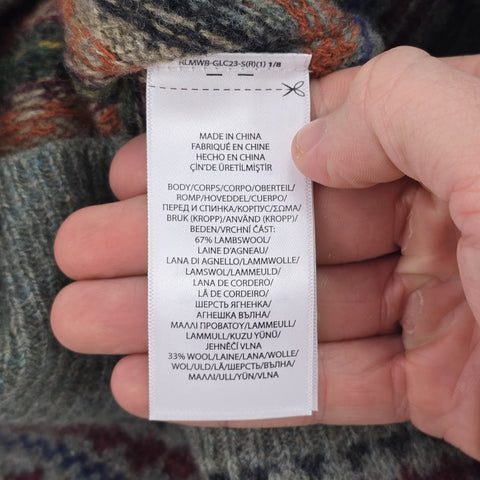 RLMWB-GLC23-S(R)(1) 1/8
MADE IN CHINA
FABRIQUÉ EN CHINE
HECHO EN CHINA
ÇİN'DE ÜRETİLMİŞTİR
BODY/CORPS/CORPO/OBERTEIL/
ROMP/HOVEDDEL/CUERPO/
ПЕРЕД И СПИНКА/КОРПУС/ΣΩΜΑ/
BRUK (KROPP)/ANVÄND (KROPP)/
BEDEN/VRCHNÍ ČÁST:
67% LAMBSWOOL/
LAINE D'AGNEAU/
LANA DI AGNELLO/LAMMWOLLE/
LAMSWOL/LAMMEULD/
LANA DE CORDERO/
LÃ DE CORDEIRO/
ШЕРСТЬ ЯГНЕНКА/
АГНЕШКА ВЪЛНА/
ΜΑΛΛΙ ΠΡΟΒΑΤΟΥ/LAMMEULL/
LAMMULL/KUZU YÜNÜ/
JEHNĚČÍ VLNA
33% WOOL/LAINE/LANA/WOLLE/
WOL/ULD/LÃ/ШЕРСТЬ/ВЪЛНА/
ΜΑΛΛΙ/ULL/YÜN/VLNA